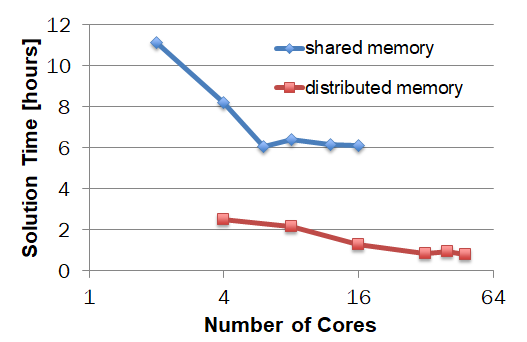 Solution Time [hours]
12
10
8
6
4
2
0
shared memory
distributed memory
1
4
16
64
Number of Cores